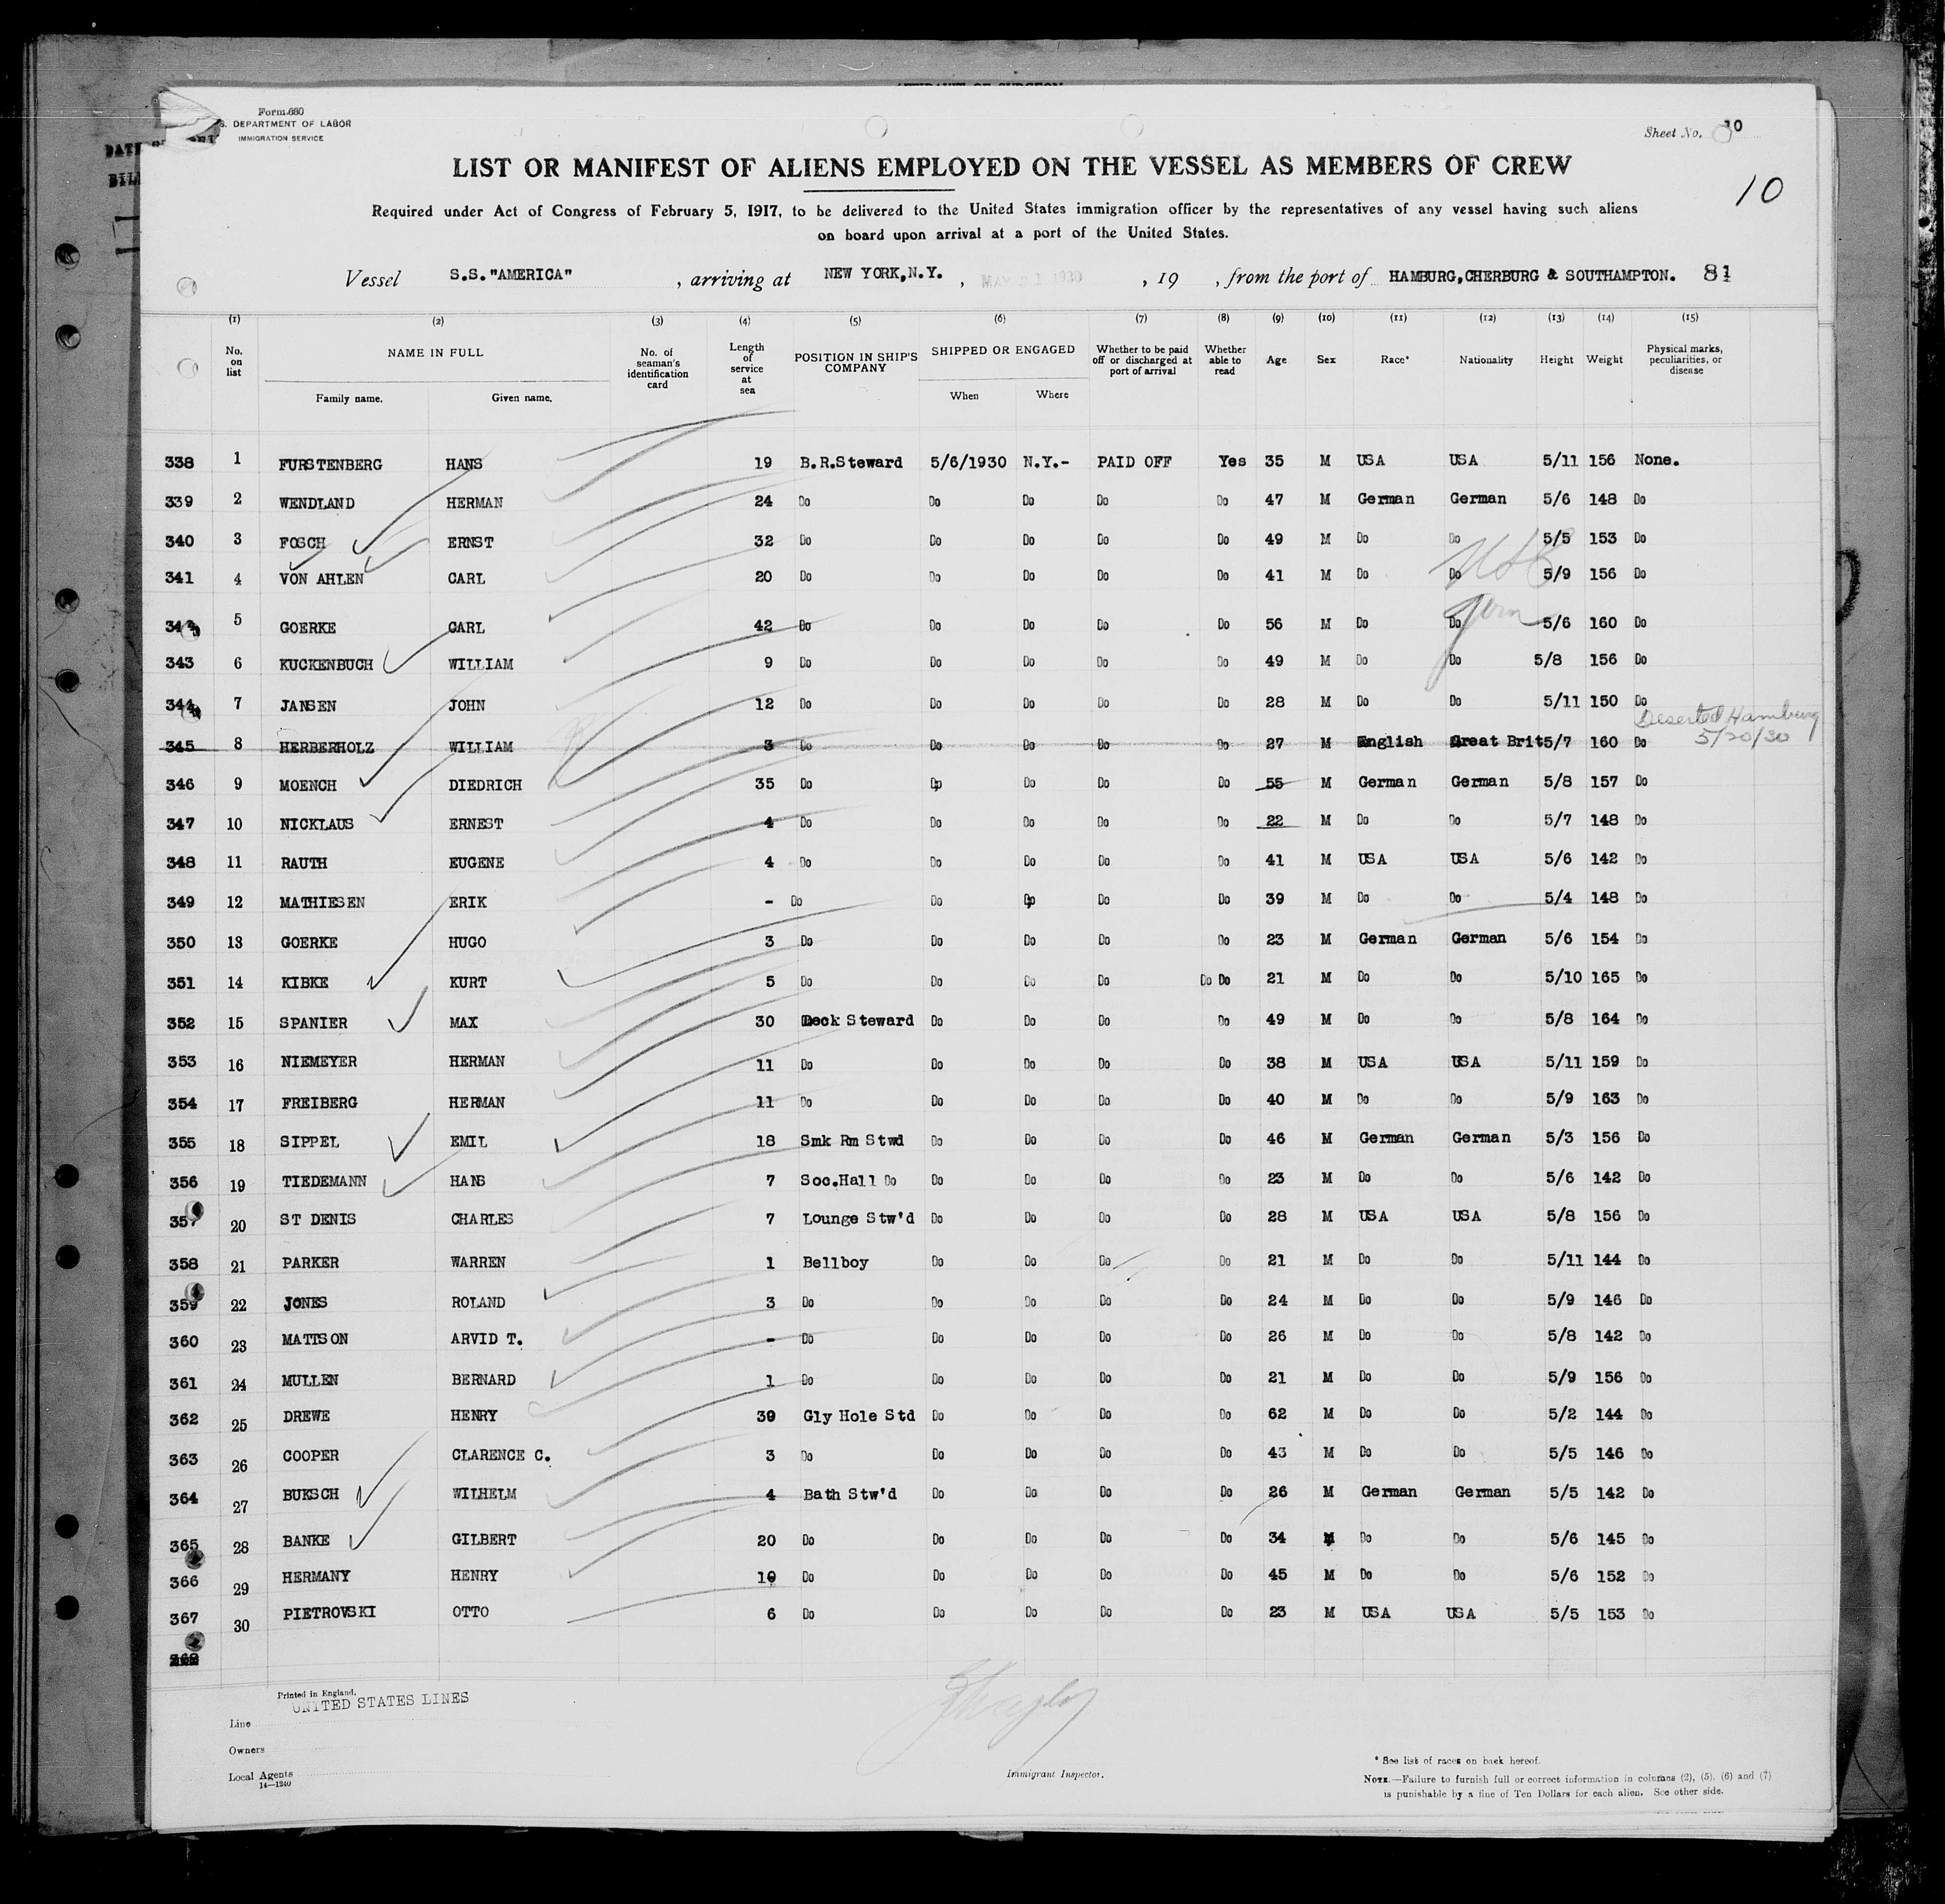 AFFIDAVIT OF SURGEON
Form 680
S. DEPARTMENT OF LABOR
IMMIGRATION SERVICE
Sheet No. 10
LIST OR MANIFEST OF ALIENS EMPLOYED ON THE VESSEL AS MEMBERS OF CREW
10
Required under Act of Congress of February 5, 1917, to be delivered to the United States immigration officer by the representatives of any vessel having such aliens
on board upon arrival at a port of the United States.
Vessel S.S."AMERICA" , arriving at NEW YORK,N.Y. , MAY 21 1930 , 19 , from the port of HAMBURG,CHERBURG & SOUTHAMPTON. 81
(1) (2) (3) (4) (5) (6) (7) (8) (9) (10) (11) (12) (13) (14) (15)
No. on list NAME IN FULL Family name. Given name. No. of seaman's identification card Length of service at sea POSITION IN SHIP'S COMPANY SHIPPED OR ENGAGED When Where Whether to be paid off or discharged at port of arrival Whether able to read Age Sex Race* Nationality Height Weight Physical marks, peculiarities, or disease
338 1 FURSTENBERG HANS 19 B.R.Steward 5/6/1930 N.Y.- PAID OFF Yes 35 M USA USA 5/11 156 None.
339 2 WENDLAND HERMAN 24 Do Do Do Do Do 47 M German German 5/6 148 Do
340 3 FOSCH ERNST 32 Do Do Do Do Do 49 M Do Do 5/5 153 Do
341 4 VON AHLEN CARL 20 Do Do Do Do Do 41 M Do Do 5/9 156 Do
342 5 GOERKE CARL 42 Do Do Do Do Do 56 M Do Do Germ 5/6 160 Do
343 6 KUCKENBUCH WILLIAM 9 Do Do Do Do Do 49 M Do Do 5/8 156 Do
344 7 JANSEN JOHN 12 Do Do Do Do Do 28 M Do Do 5/11 150 Do
345 8 HERBERHOLZ WILLIAM 3 Do Do Do Do Do 27 M English Great Brit 5/7 160 Do Deserted Hamburg 5/20/30
346 9 MOENCH DIEDRICH 35 Do Do Do Do Do 55 M German German 5/8 157 Do
347 10 NICKLAUS ERNEST 4 Do Do Do Do Do 22 M Do Do 5/7 148 Do
348 11 RAUTH EUGENE 4 Do Do Do Do Do 41 M USA USA 5/6 142 Do
349 12 MATHIESEN ERIK - Do Do Do Do Do 39 M Do Do 5/4 148 Do
350 13 GOERKE HUGO 3 Do Do Do Do Do 23 M German German 5/6 154 Do
351 14 KIBKE KURT 5 Do Do Do Do Do Do 21 M Do Do 5/10 165 Do
352 15 SPANIER MAX 30 Deck Steward Do Do Do Do 49 M Do Do 5/8 164 Do
353 16 NIEMEYER HERMAN 11 Do Do Do Do Do 38 M USA USA 5/11 159 Do
354 17 FREIBERG HERMAN 11 Do Do Do Do Do 40 M Do Do 5/9 163 Do
355 18 SIPPEL EMIL 18 Smk Rm Stwd Do Do Do Do 46 M German German 5/3 156 Do
356 19 TIEDEMANN HANS 7 Soc.Hall Do Do Do Do Do 23 M Do Do 5/6 142 Do
357 20 ST DENIS CHARLES 7 Lounge Stw'd Do Do Do Do 28 M USA USA 5/8 156 Do
358 21 PARKER WARREN 1 Bellboy Do Do Do Do 21 M Do Do 5/11 144 Do
359 22 JONES ROLAND 3 Do Do Do Do Do 24 M Do Do 5/9 146 Do
360 23 MATTSON ARVID T. - Do Do Do Do Do 26 M Do Do 5/8 142 Do
361 24 MULLEN BERNARD 1 Do Do Do Do Do 21 M Do Do 5/9 156 Do
362 25 DREWE HENRY 39 Gly Hole Std Do Do Do Do 62 M Do Do 5/2 144 Do
363 26 COOPER CLARENCE C. 3 Do Do Do Do Do 43 M Do Do 5/5 146 Do
364 27 BUKSCH WILHELM 4 Bath Stw'd Do Do Do Do 26 M German German 5/5 142 Do
365 28 BANKE GILBERT 20 Do Do Do Do Do 34 M Do Do 5/6 145 Do
366 29 HERMANY HENRY 19 Do Do Do Do Do 45 M Do Do 5/6 152 Do
367 30 PIETROVSKI OTTO 6 Do Do Do Do Do 23 M USA USA 5/5 153 Do
Printed in England.
UNITED STATES LINES
Line
Owners
Local Agents
14—1240
Immigrant Inspector.
* See list of races on back hereof.
NOTE.—Failure to furnish full or correct information in columns (2), (5), (6) and (7)
is punishable by a fine of Ten Dollars for each alien. See other side.